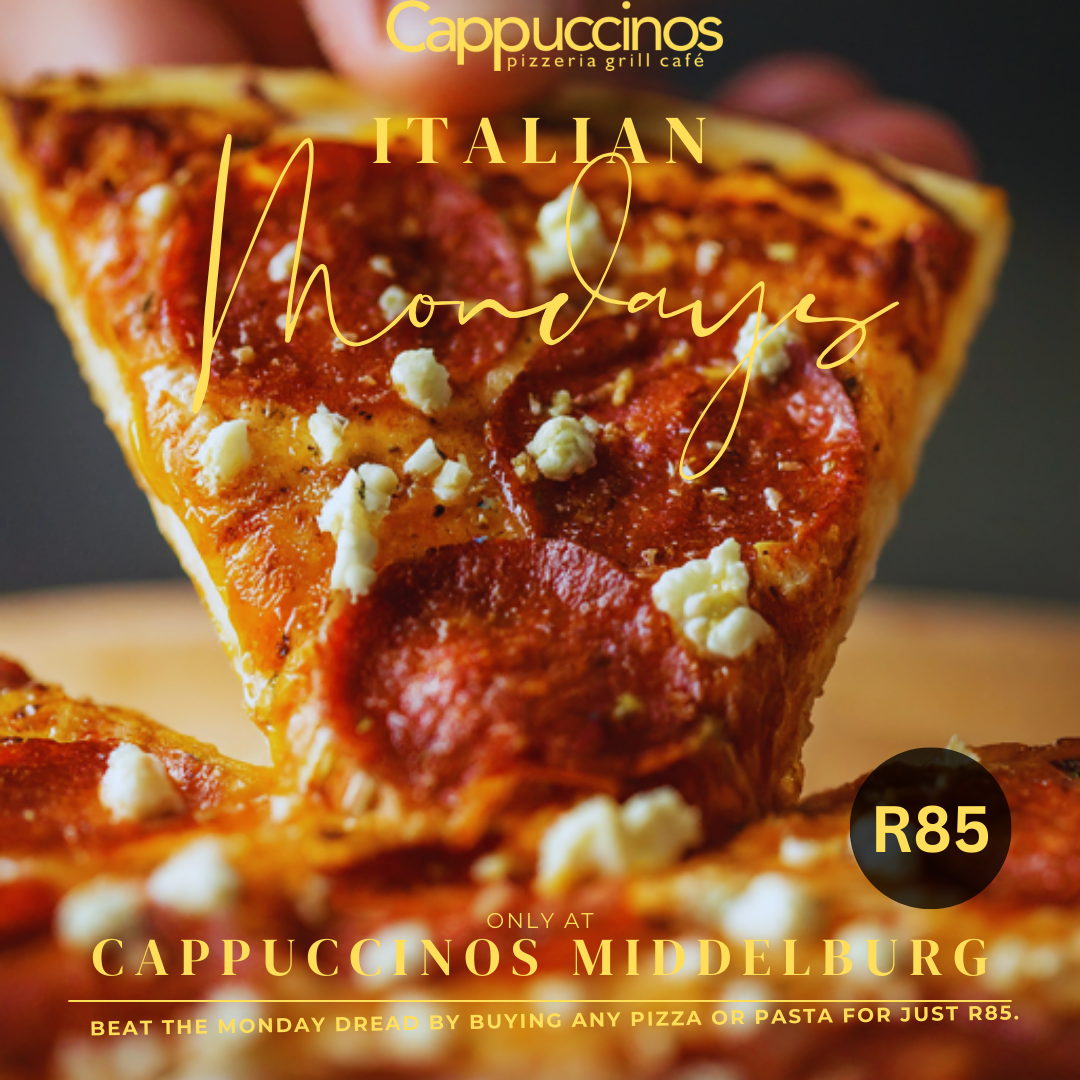 Cappuccinos
pizzeria grill café
ITALIAN
Mondays
R85
ONLY AT
CAPPUCCINOS MIDDELBURG
BEAT THE MONDAY DREAD BY BUYING ANY PIZZA OR PASTA FOR JUST R85.